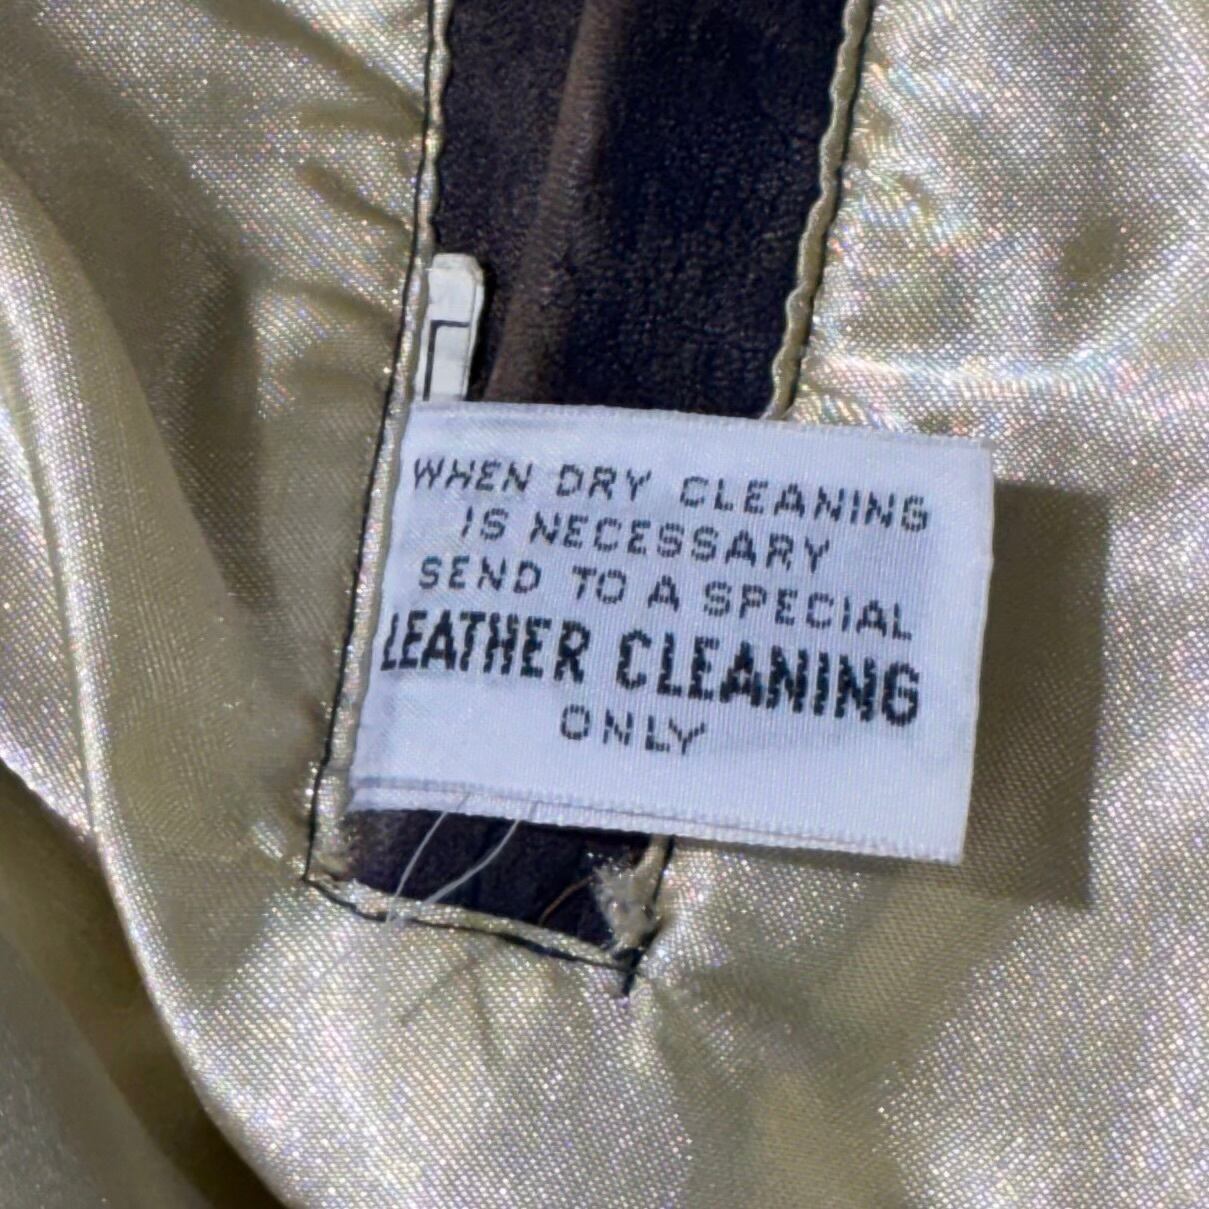 WHEN DRY CLEANING
IS NECESSARY
SEND TO A SPECIAL
LEATHER CLEANING
ONLY